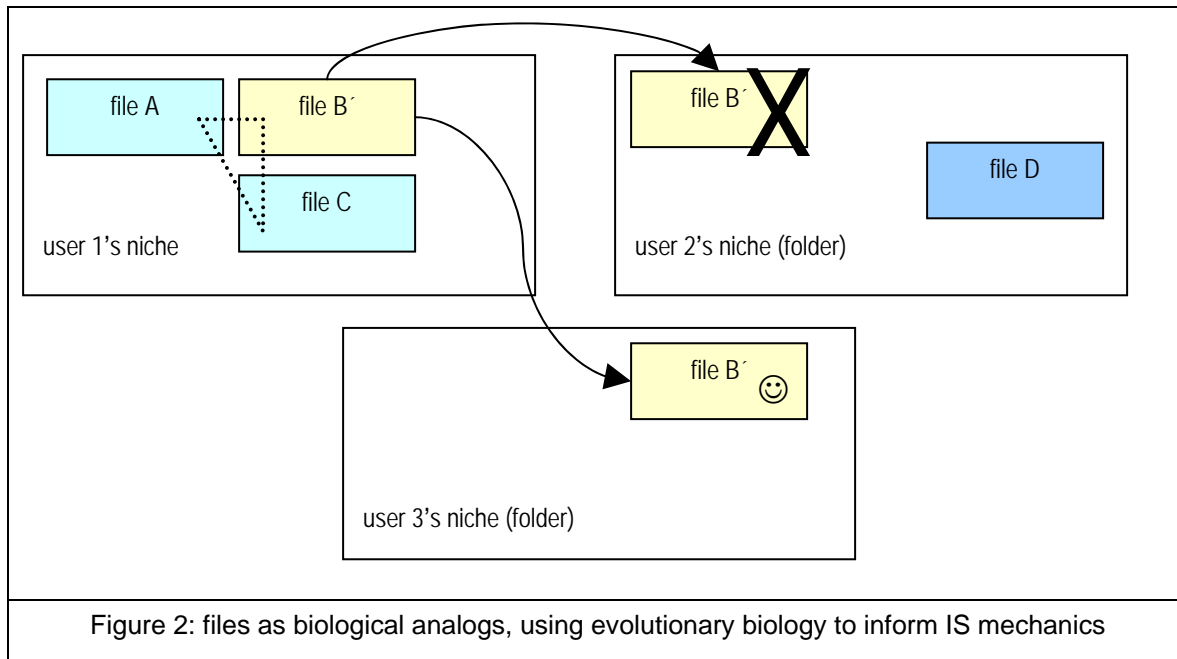 file A
file B´
file C
user 1's niche
file B´
X
file D
user 2's niche (folder)
file B´
☺
user 3's niche (folder)
Figure 2: files as biological analogs, using evolutionary biology to inform IS mechanics